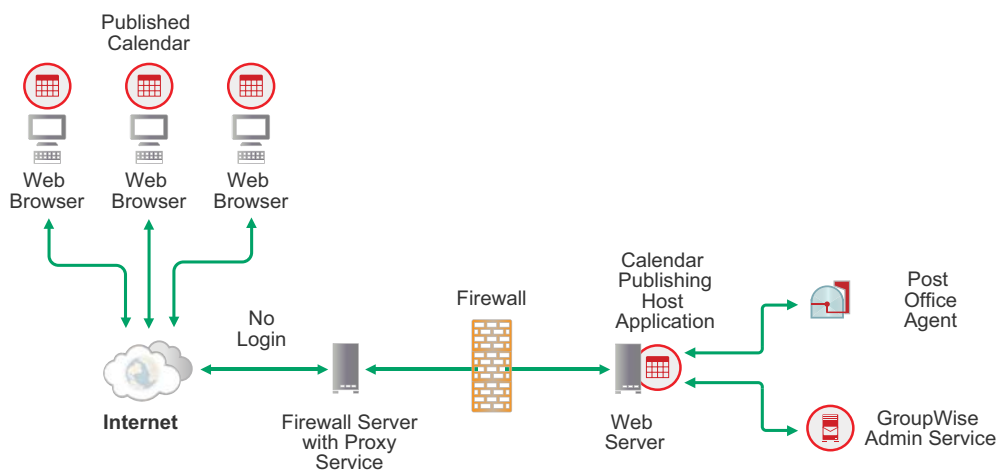 Published
Calendar
Web
Browser
Web
Browser
Web
Browser
No
Login
Firewall
Calendar
Publishing
Host
Application
Post
Office
Agent
Internet
Firewall Server
with Proxy
Service
Web
Server
GroupWise
Admin Service